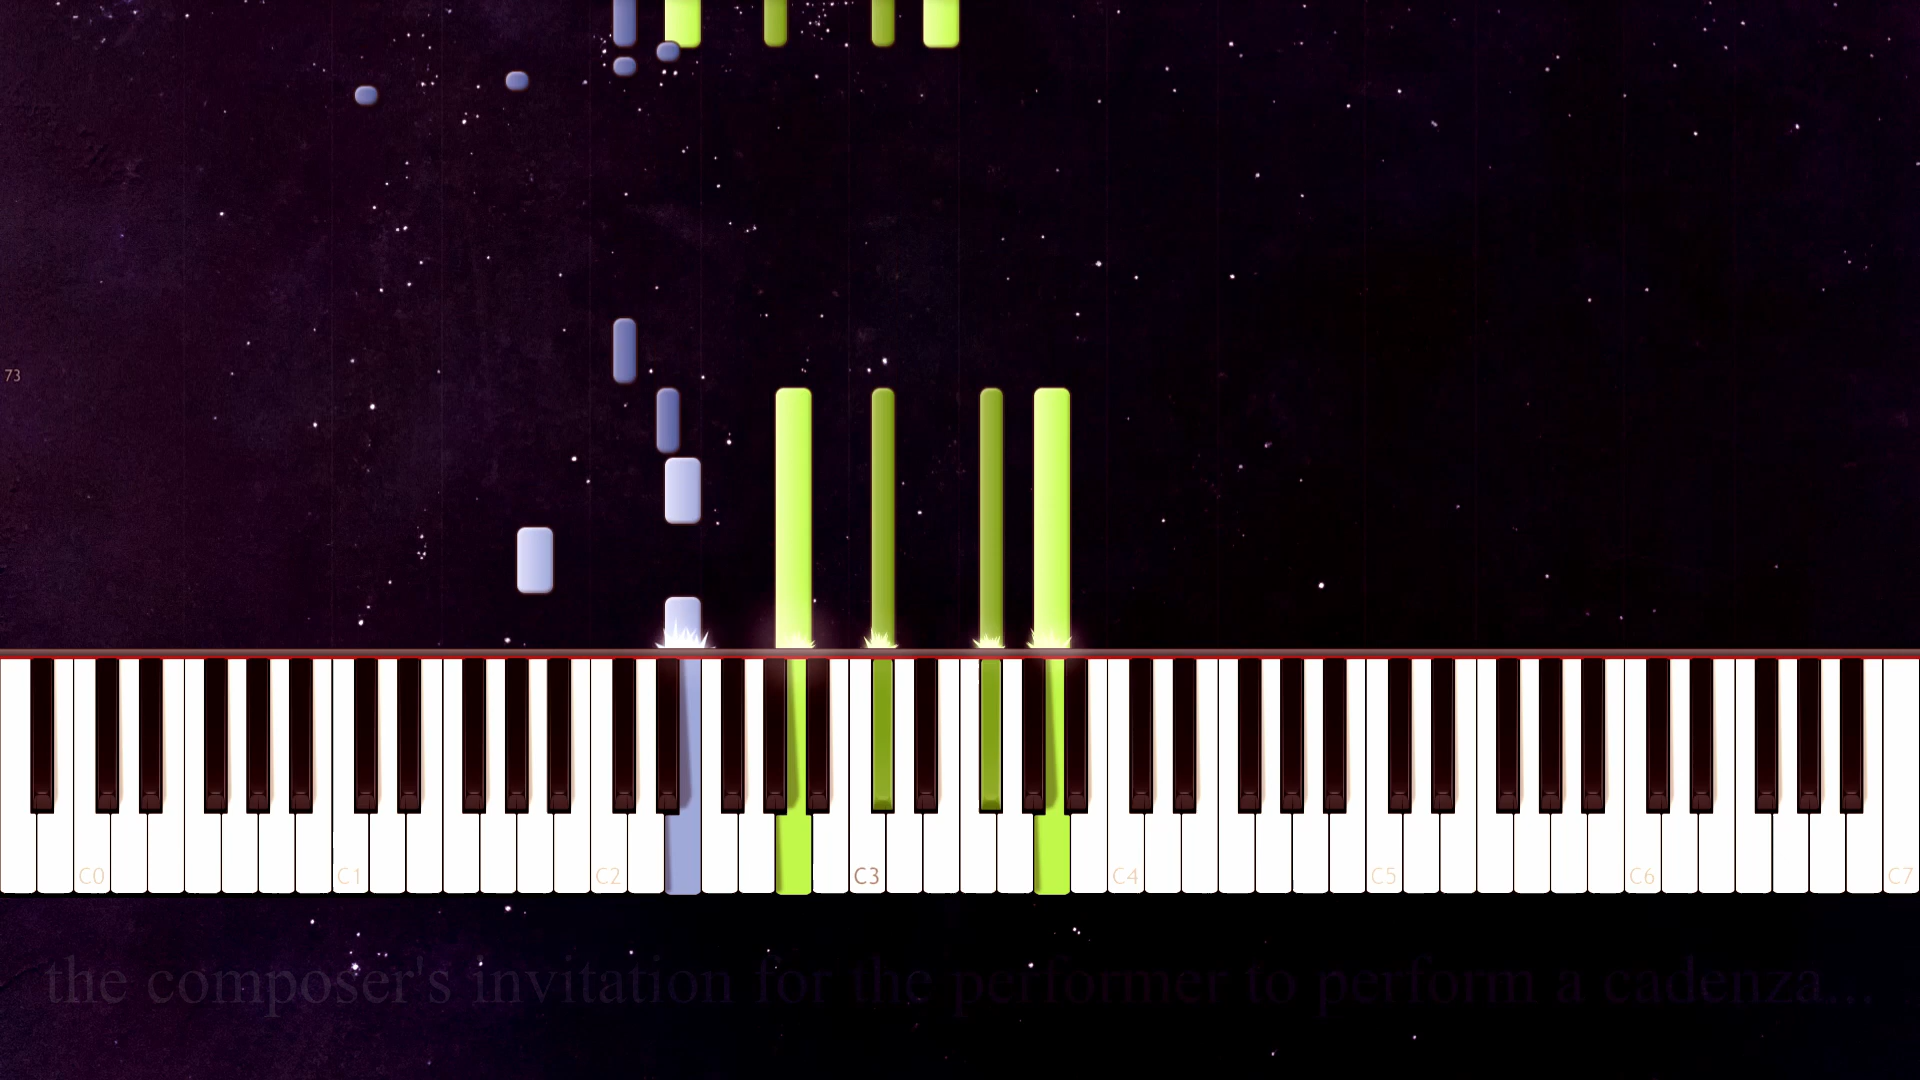 73
C0 C1 C2 C3 C4 C5 C6 C7
the composer's invitation for the performer to perform a cadenza...